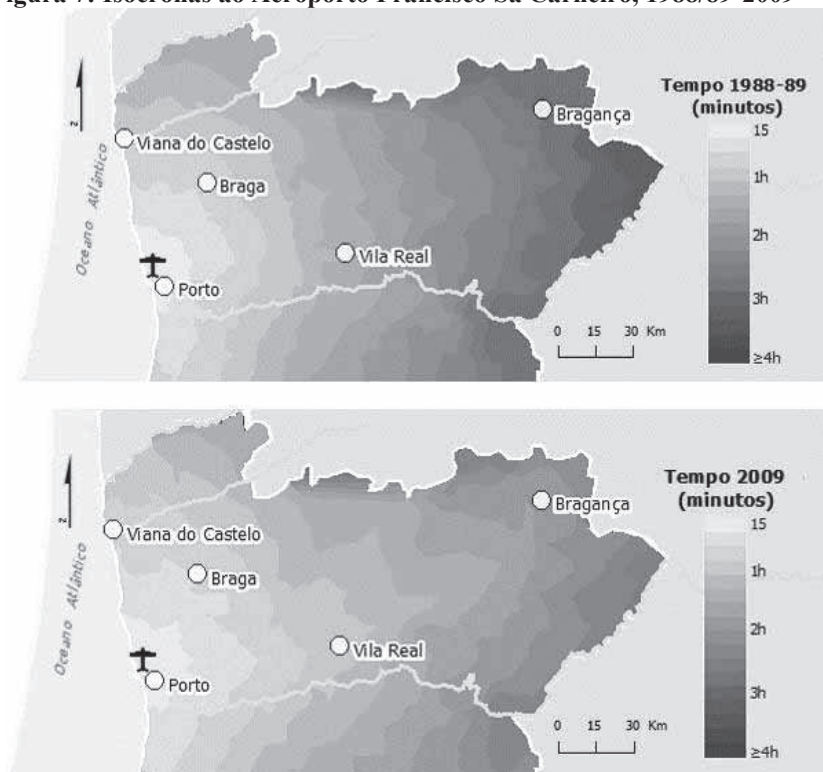 igura 7. Isócronas ao Aeroporto Francisco Sá Carneiro, 1988/89-2009
Tempo 1988-89
(minutos)
15
1h
2h
3h
≥4h
z
Oceano Atlântico
Viana do Castelo
Braga
Bragança
Vila Real
Porto
0 15 30 Km
Tempo 2009
(minutos)
15
1h
2h
3h
≥4h
z
Oceano Atlântico
Viana do Castelo
Braga
Bragança
Vila Real
Porto
0 15 30 Km